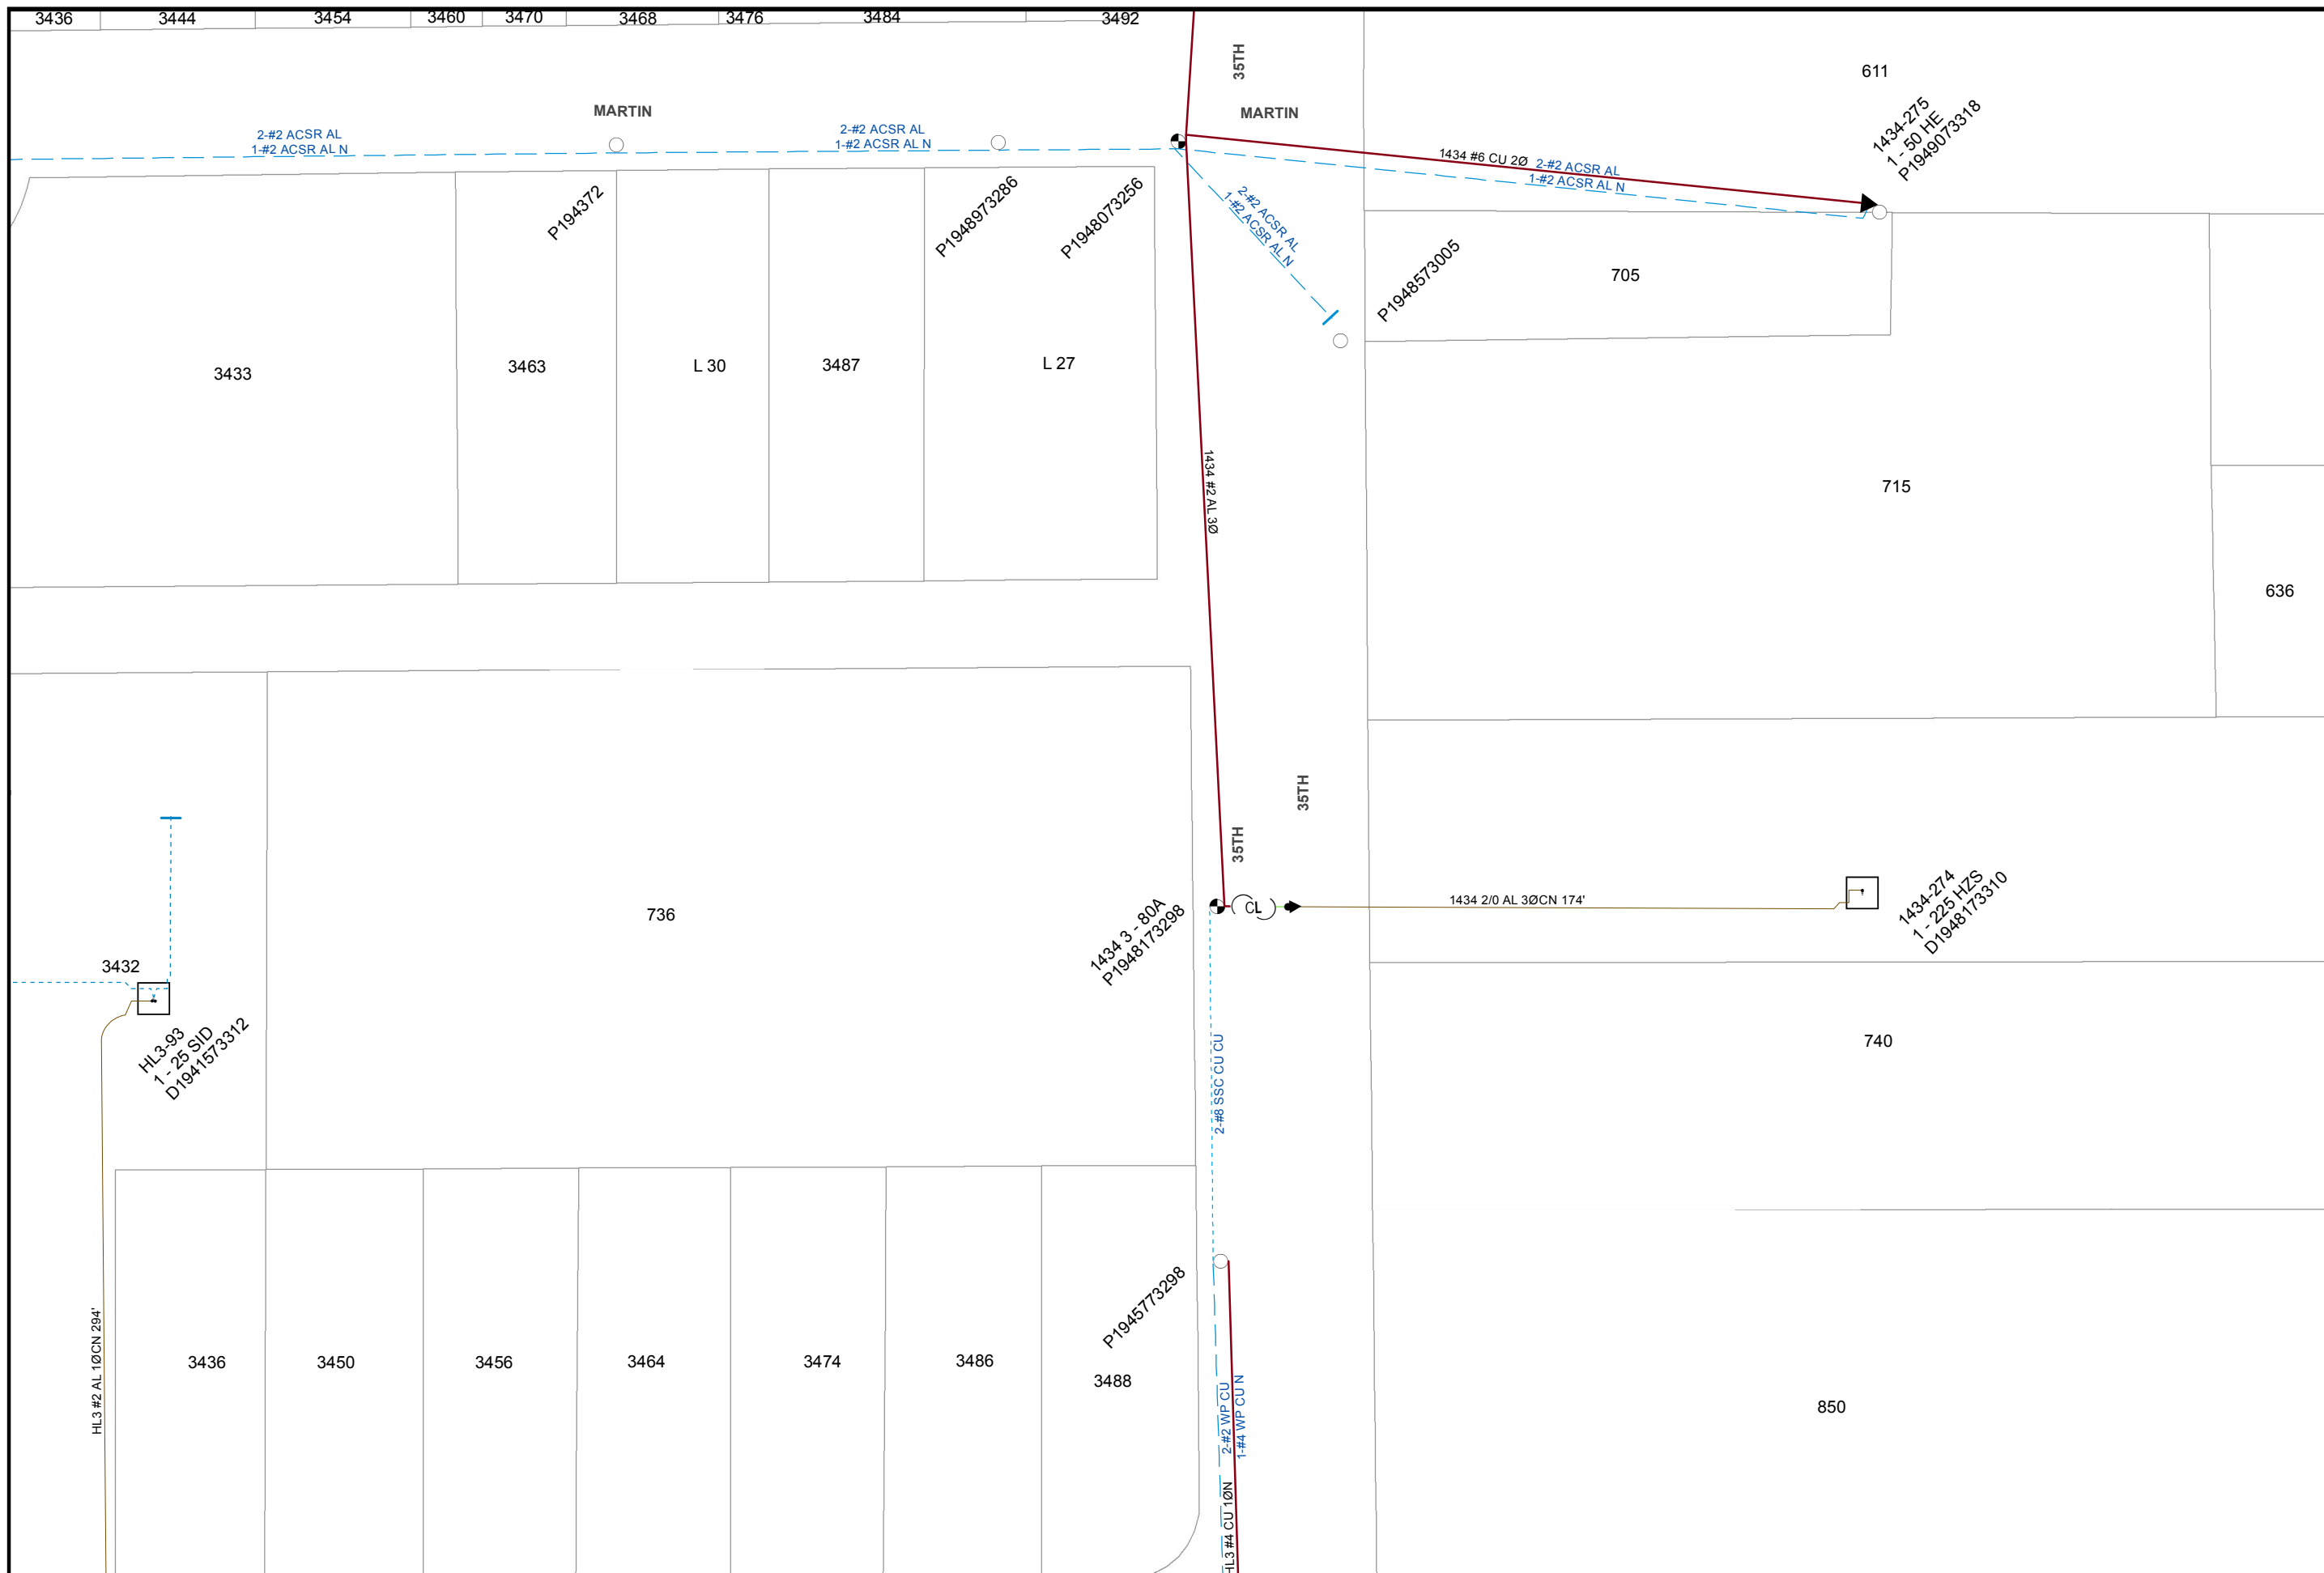 3436
3444
3454
3460
3470
3468
3476
3484
3492
35TH
611
MARTIN
MARTIN
2-#2 ACSR AL
1-#2 ACSR AL N
2-#2 ACSR AL
1-#2 ACSR AL N
1434 #6 CU 2Ø
2-#2 ACSR AL
1-#2 ACSR AL N
1434-275
1 - 50 HE
P1949073318
P194372
P1948973286
P1948073256
2-#2 ACSR AL
1-#2 ACSR AL N
P1948573005
705
3433
3463
L 30
3487
L 27
1434 #2 AL 3Ø
715
636
35TH
35TH
736
1434 3 - 80A
P1948173298
CL
1434 2/0 AL 3ØCN 174'
1434-274
1 - 225 HZS
D1948173310
3432
HL3-93
1 - 25 SID
D1941573312
2-#8 SSC CU CU
740
P1945773298
HL3 #2 AL 1ØCN 294'
3436
3450
3456
3464
3474
3486
3488
2-#2 WP CU
1-#4 WP CU N
HL3 #4 CU 1ØN
850